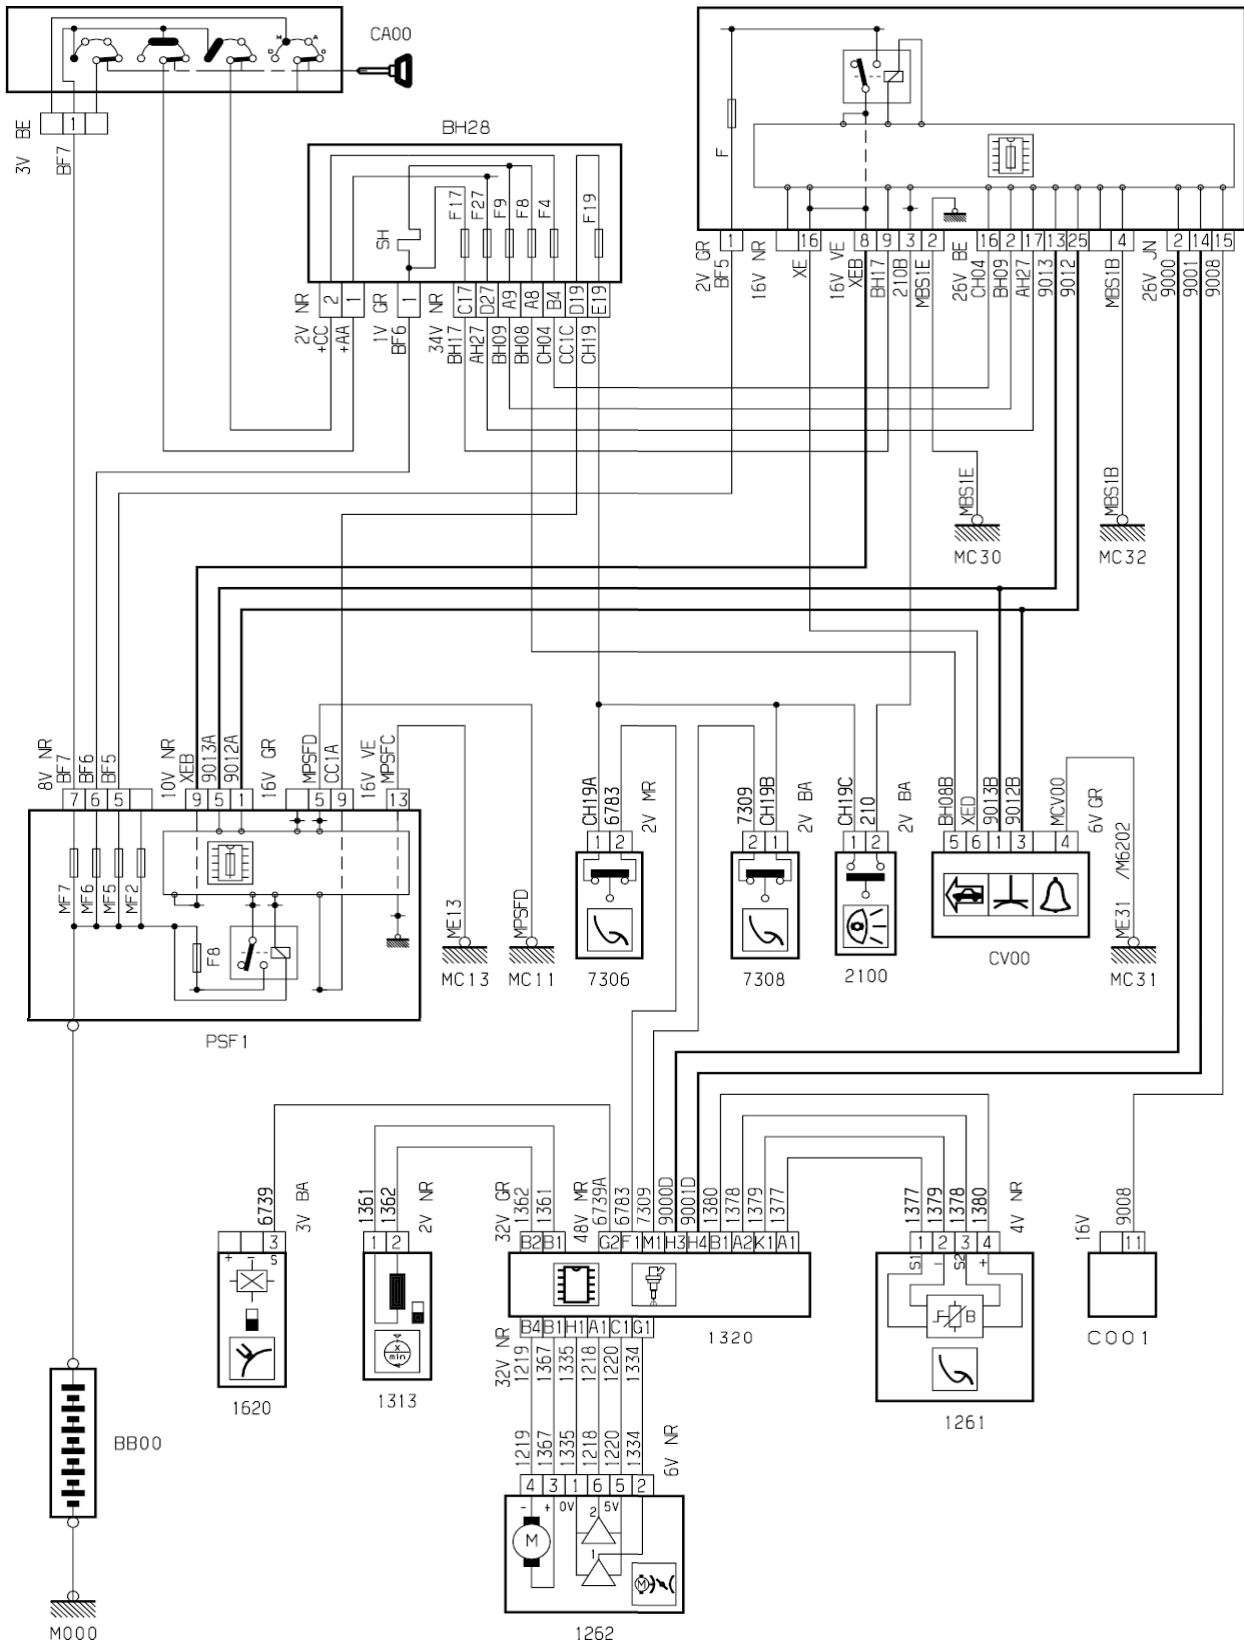 CA00
M A
D O
1
3V BE
BF7
BH28
SH
F17
F27
F9
F8
F4
F19
2 1 1 C17 D27 A9 A8 B4 D19 E19
2V NR
+CC
+AA
1V GR
BF6
34V NR
BH17
AH27
BH09
BH08
CH04
CC1C
CH19
F
1 16 8 9 3 2 16 2 17 13 25 4 2 14 15
2V GR
BF5
16V NR
XE
16V VE
XEB
BH17
210B
MBS1E
26V BE
CH04
BH09
AH27
9013
9012
MBS1B
26V JN
9000
9001
9008
MBS1E
MC30
MBS1B
MC32
8V NR
BF7
BF6
BF5
10V NR
XEB
9013A
9012A
16V GR
MPSFD
CC1A
16V VE
MPSFC
7 6 5 9 5 1 5 9 13
MF7
MF6
MF5
MF2
F8
PSF1
ME13
MC13
MPSFD
MC11
CH19A
6783
2V MR
1 2
7306
7309
CH19B
2V BA
2 1
7308
CH19C
210
2V BA
1 2
2100
BH08B
XED
9013B
9012B
MCV00
6V GR
5 6 1 3 4
CV00
ME31 /M6202
MC31
6739
3V BA
3
+ - S
1620
1361
1362
2V NR
1 2
x
min
1313
32V GR
1362
1361
48V MR
6739A
6783
7309
9000D
9001D
1380
1378
1379
1377
B2 B1 G2 F1 M1 H3 H4 B1 A2 K1 A1
1320
B4 B1 H1 A1 C1 G1
32V NR
1219
1367
1335
1218
1220
1334
1219
1367
1335
1218
1220
1334
6V NR
4 3 1 6 5 2
- + 0V 2 5V
M
1
M
1262
1377
1379
1378
1380
4V NR
1 2 3 4
S1 - S2 +
B
1261
16V
9008
11
C001
BB00
M000